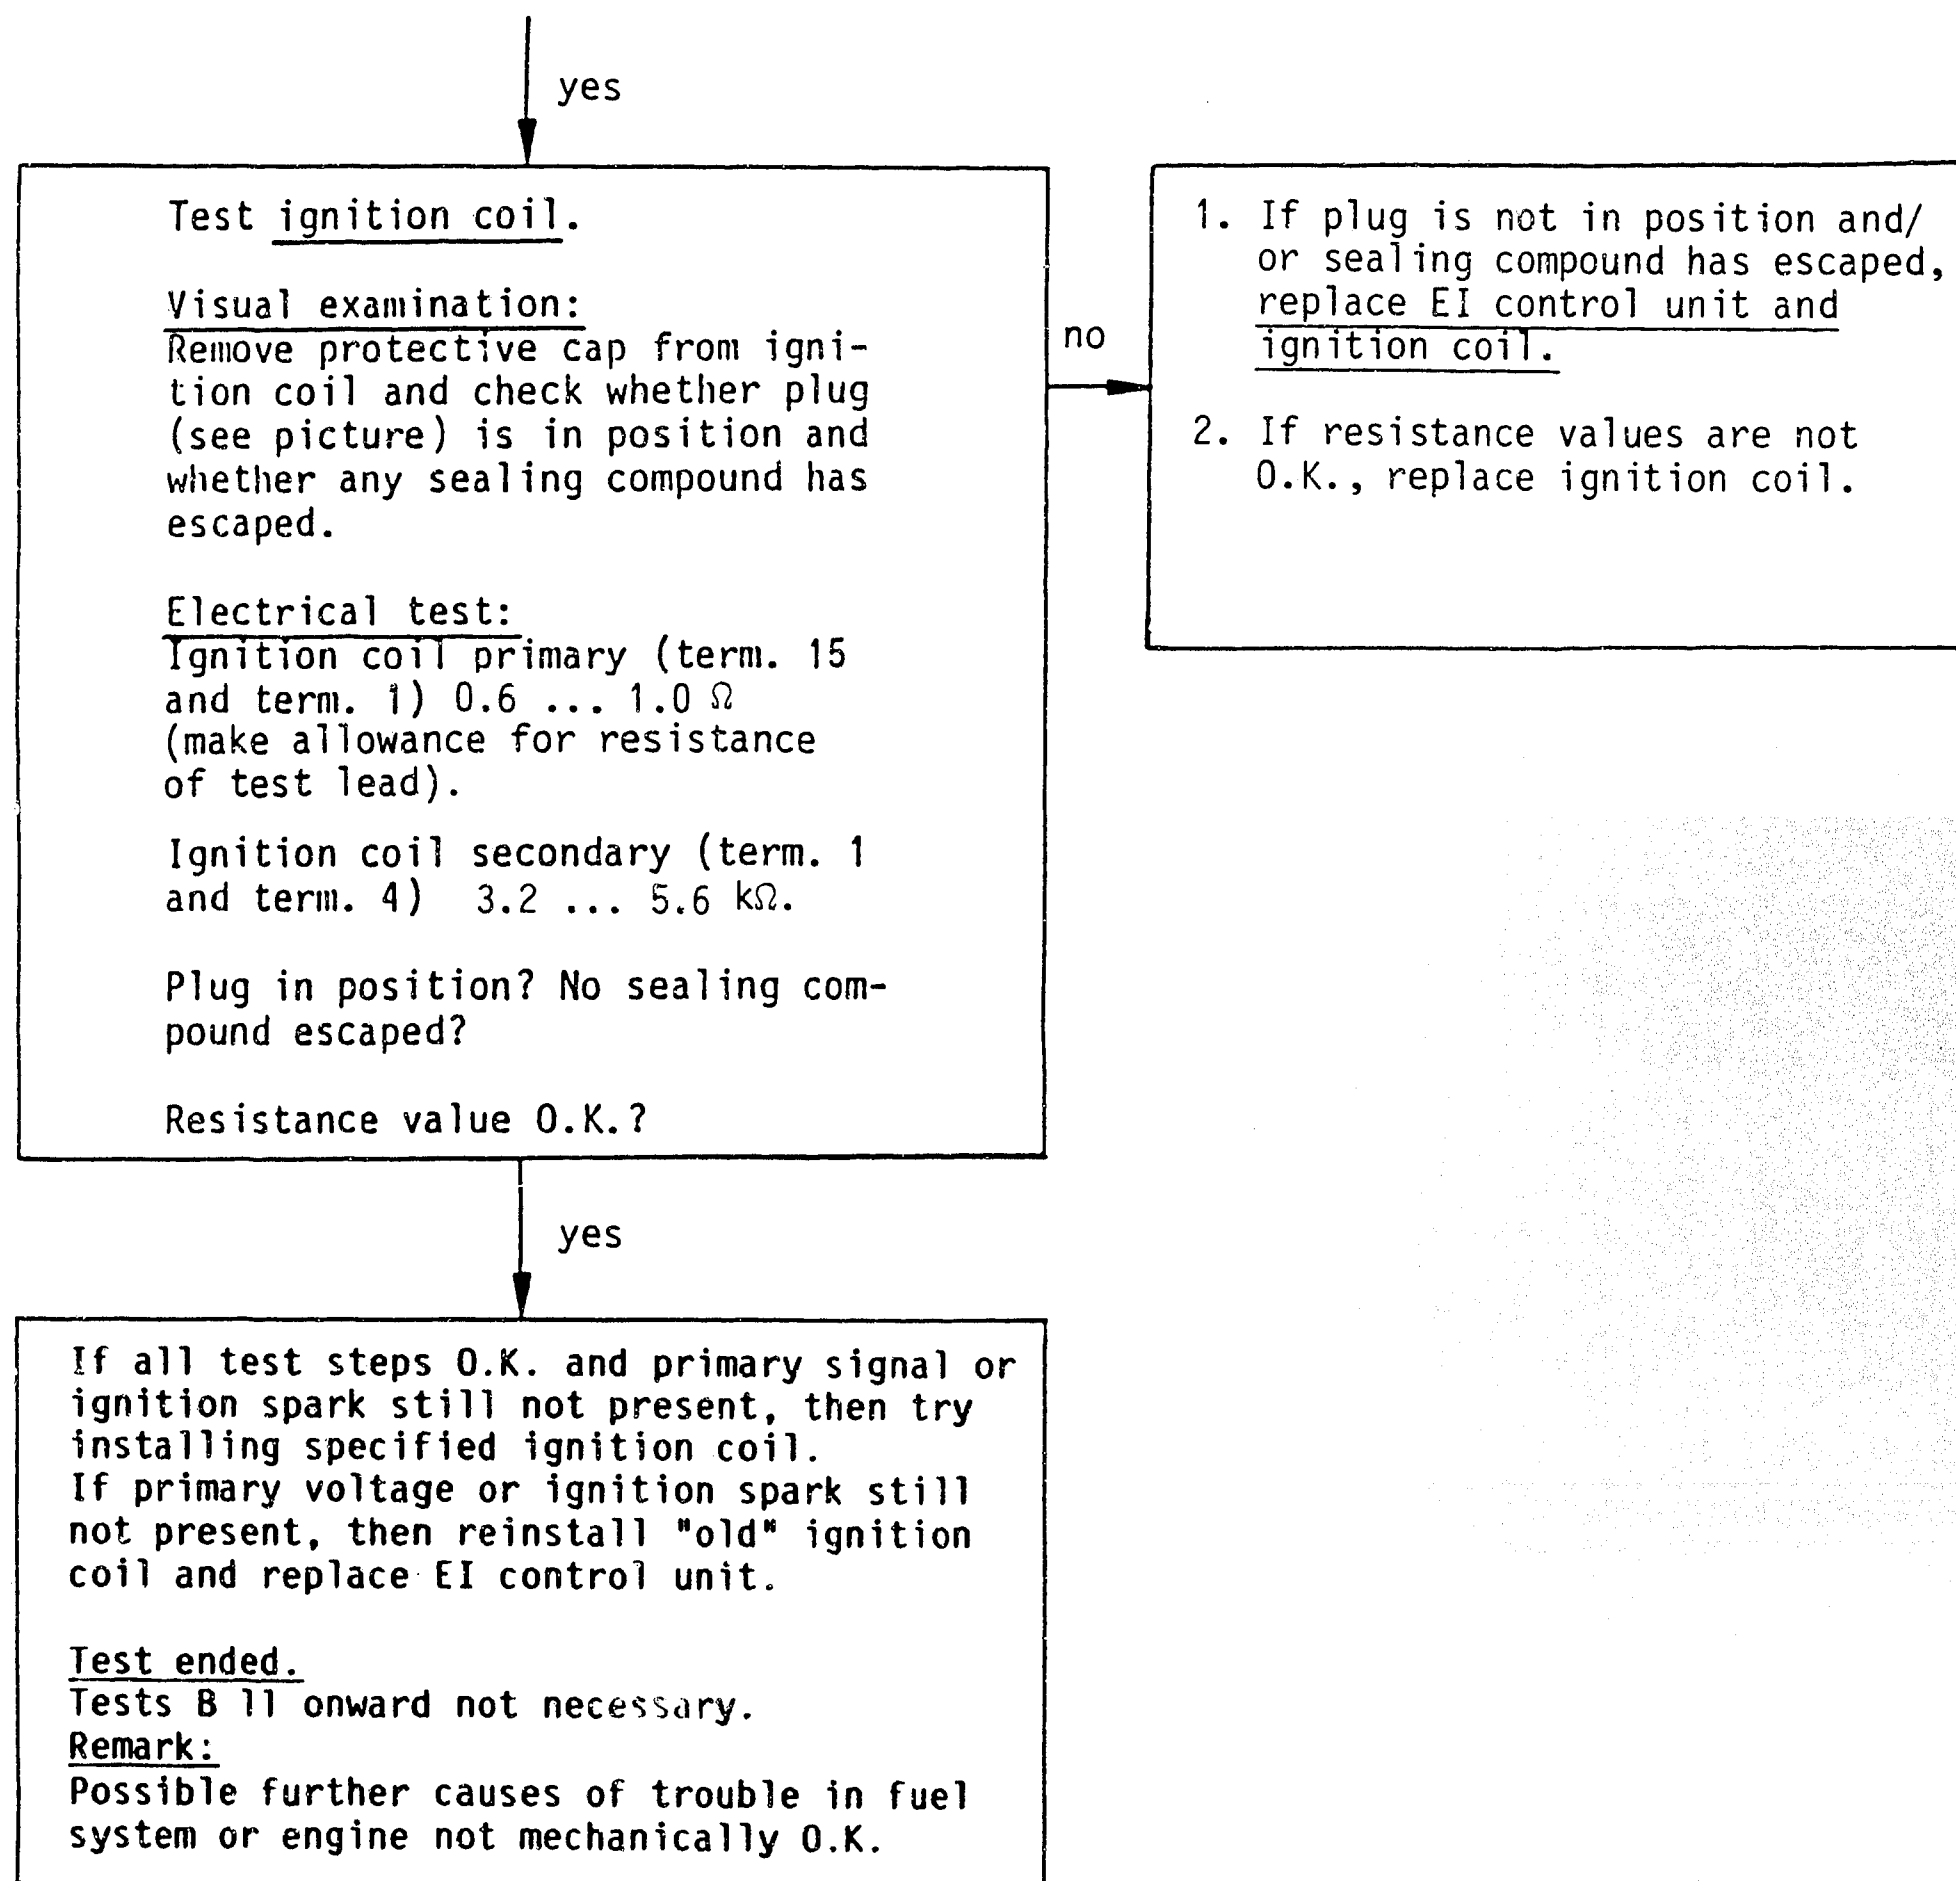 yes
Test ignition coil.
Visual examination:
Remove protective cap from igni-
tion coil and check whether plug
(see picture) is in position and
whether any sealing compound has
escaped.
Electrical test:
Ignition coil primary (term. 15
and term. 1) 0.6 ... 1.0 Ω
(make allowance for resistance
of test lead).
Ignition coil secondary (term. 1
and term. 4) 3.2 ... 5.6 kΩ.
Plug in position? No sealing com-
pound escaped?
Resistance value O.K.?
no
1. If plug is not in position and/
or sealing compound has escaped,
replace EI control unit and
ignition coil.
2. If resistance values are not
O.K., replace ignition coil.
yes
If all test steps O.K. and primary signal or
ignition spark still not present, then try
installing specified ignition coil.
If primary voltage or ignition spark still
not present, then reinstall "old" ignition
coil and replace EI control unit.
Test ended.
Tests B 11 onward not necessary.
Remark:
Possible further causes of trouble in fuel
system or engine not mechanically O.K.